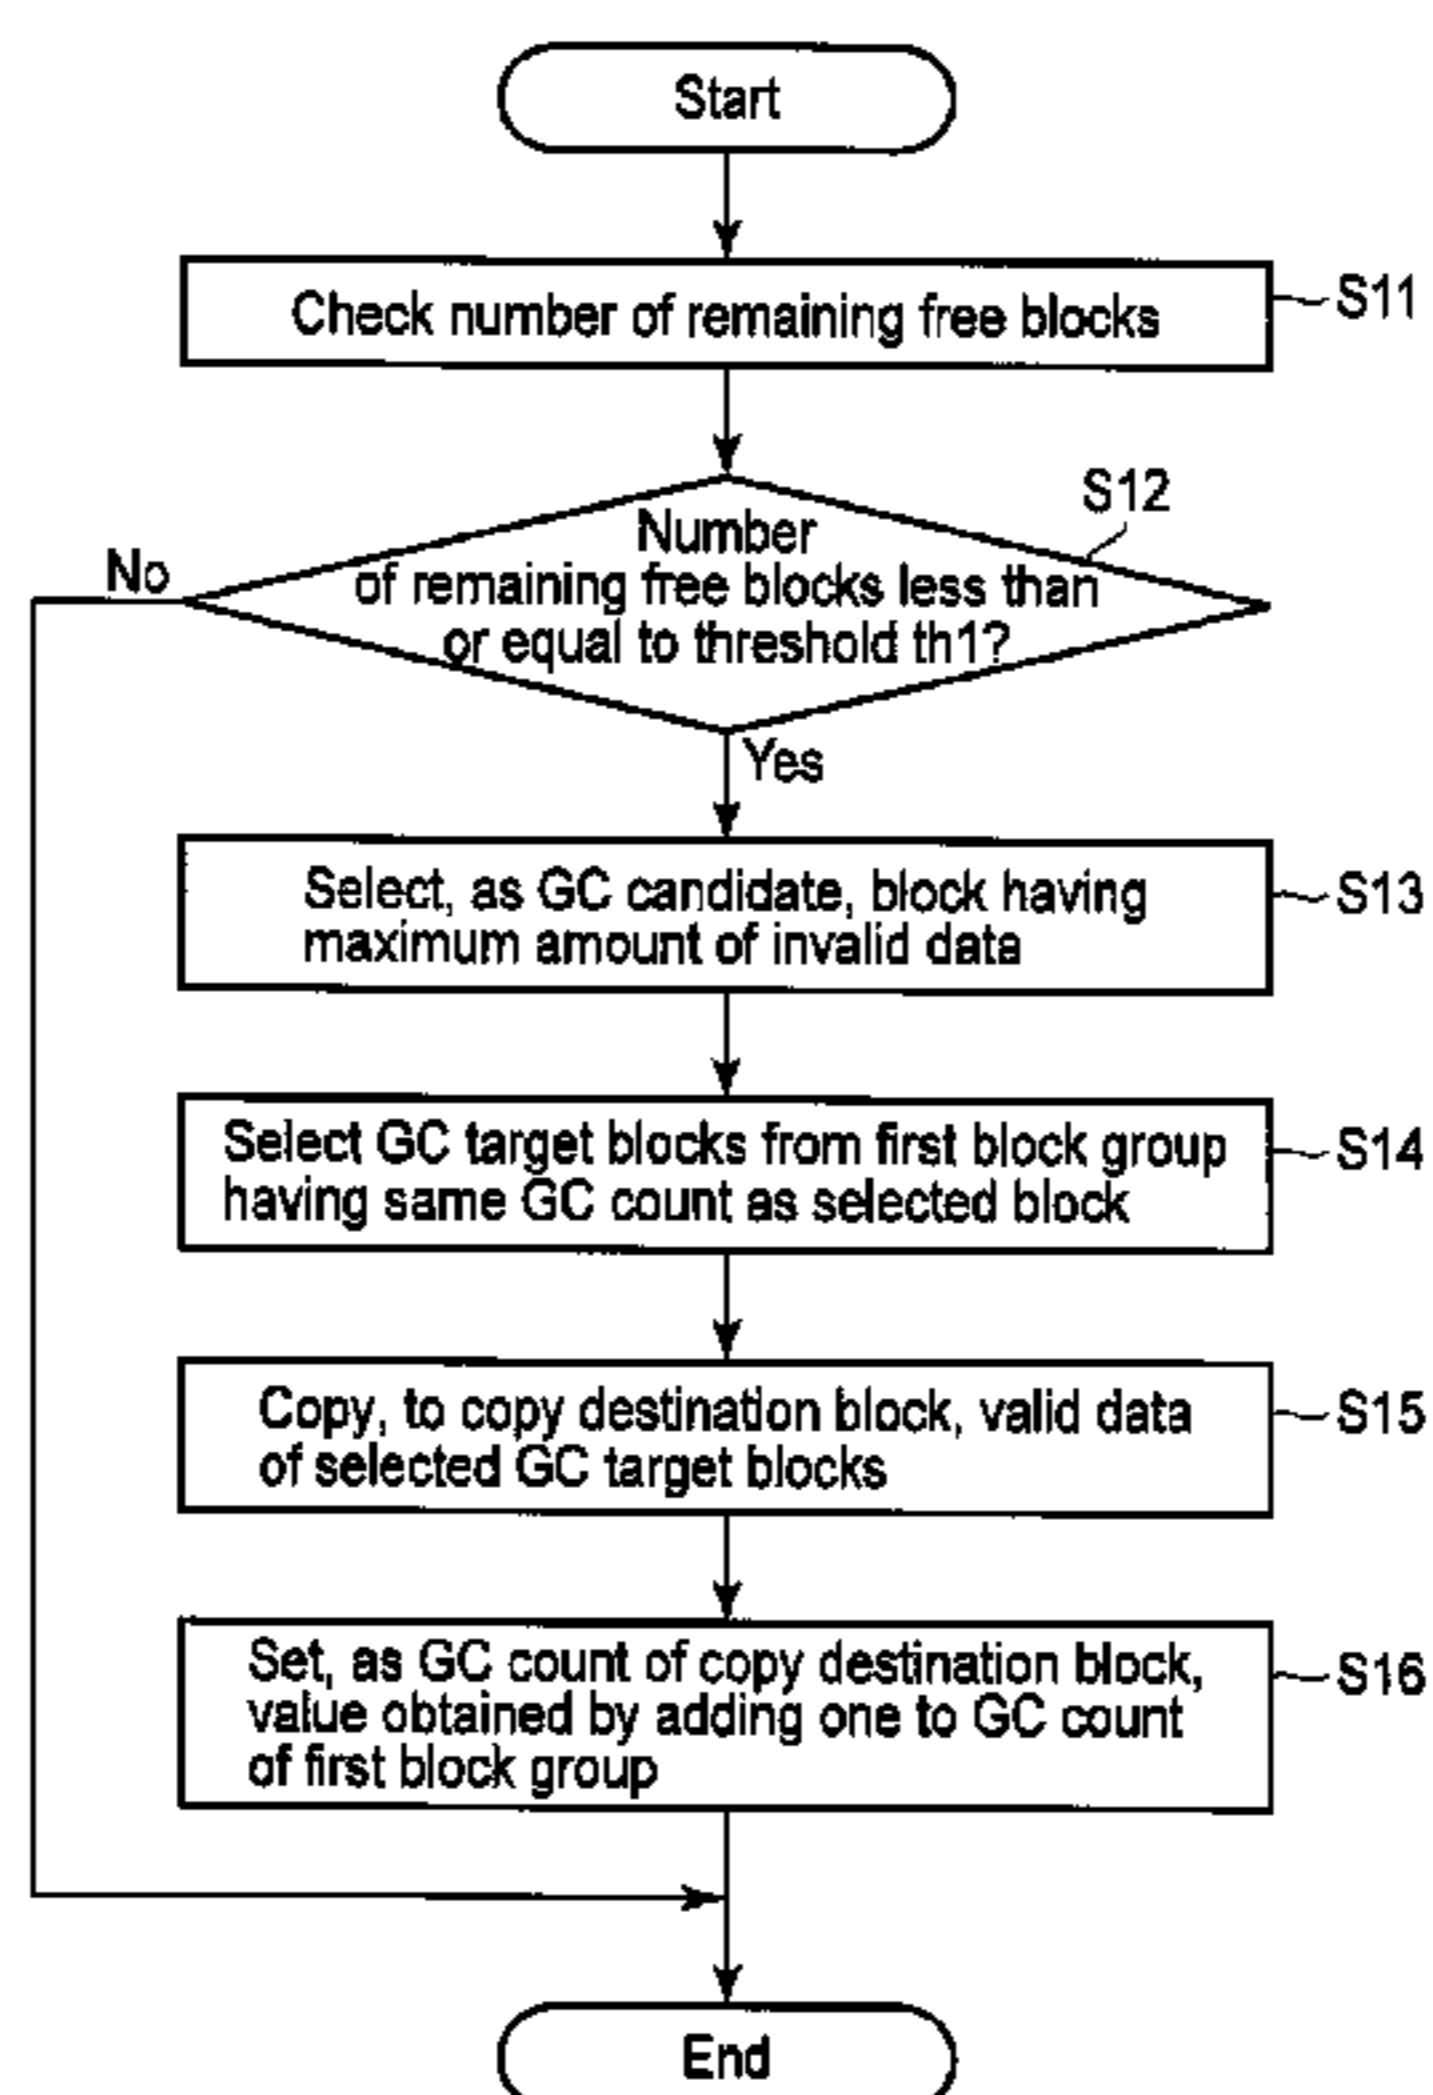 Start
Check number of remaining free blocks
S11
S12
Number
of remaining free blocks less than
or equal to threshold th1?
No
Yes
Select, as GC candidate, block having
maximum amount of invalid data
S13
Select GC target blocks from first block group
having same GC count as selected block
S14
Copy, to copy destination block, valid data
of selected GC target blocks
S15
Set, as GC count of copy destination block,
value obtained by adding one to GC count
of first block group
S16
End